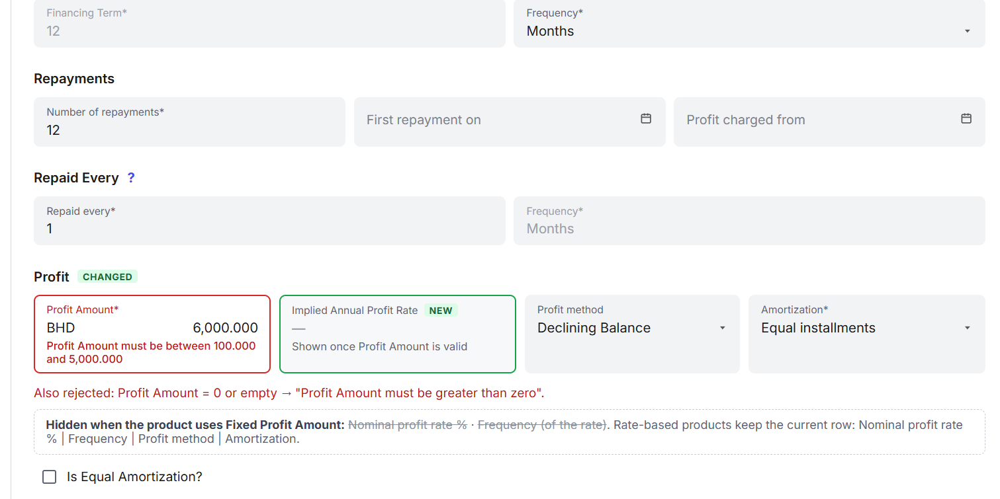 Financing Term*
12
Frequency*
Months
Repayments
Number of repayments*
12
First repayment on
Profit charged from
Repaid Every ?
Repaid every*
1
Frequency*
Months
Profit CHANGED
Profit Amount*
BHD 6,000.000
Profit Amount must be between 100.000
and 5,000.000
Implied Annual Profit Rate NEW
—
Shown once Profit Amount is valid
Profit method
Declining Balance
Amortization*
Equal installments
Also rejected: Profit Amount = 0 or empty → "Profit Amount must be greater than zero".
Hidden when the product uses Fixed Profit Amount: Nominal profit rate % · Frequency (of the rate). Rate-based products keep the current row: Nominal profit rate
% | Frequency | Profit method | Amortization.
Is Equal Amortization?